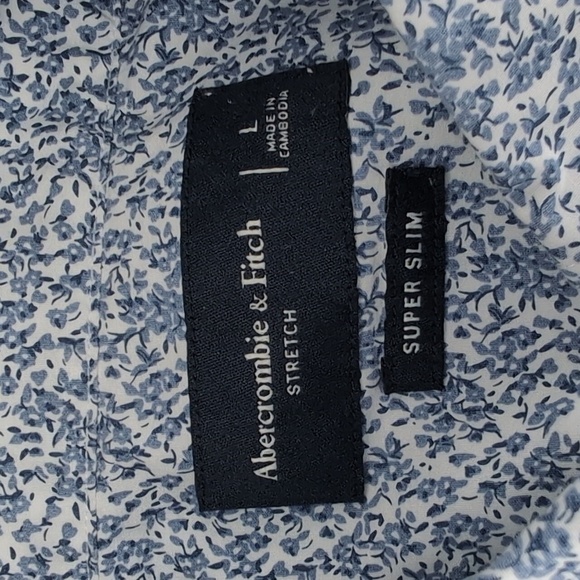 Abercrombie & Fitch
STRETCH
L
MADE IN
CAMBODIA
SUPER SLIM